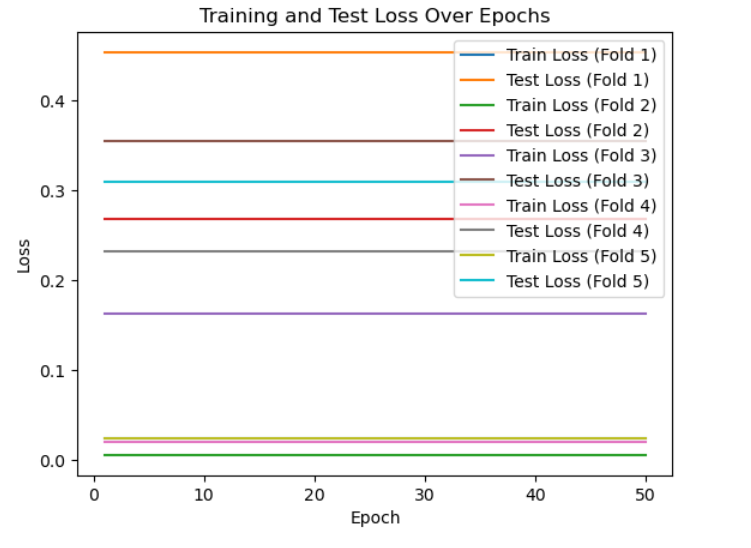 Training and Test Loss Over Epochs
Train Loss (Fold 1)
Test Loss (Fold 1)
Train Loss (Fold 2)
Test Loss (Fold 2)
Train Loss (Fold 3)
Test Loss (Fold 3)
Train Loss (Fold 4)
Test Loss (Fold 4)
Train Loss (Fold 5)
Test Loss (Fold 5)
Loss
0.4
0.3
0.2
0.1
0.0
0 10 20 30 40 50
Epoch